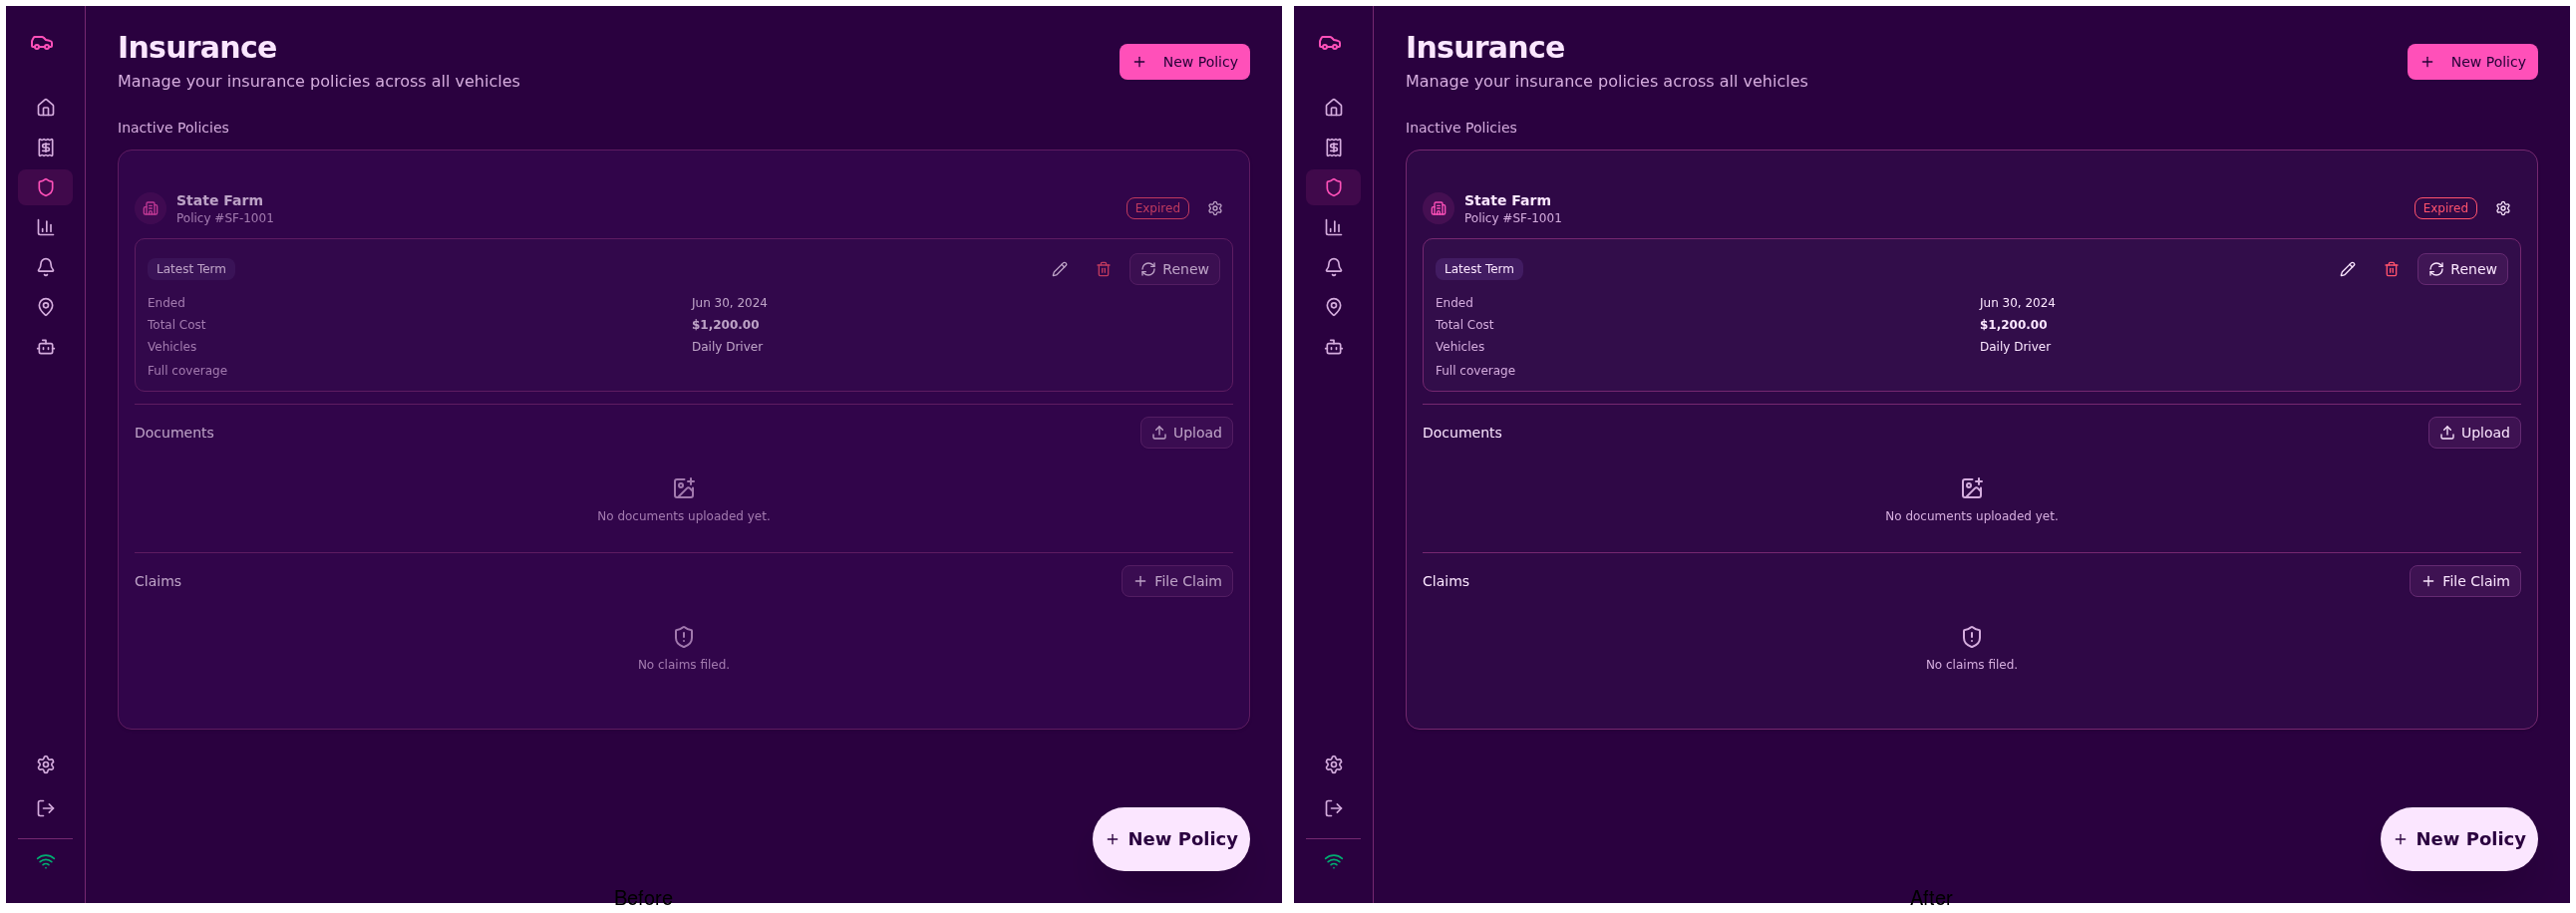 Insurance
Manage your insurance policies across all vehicles
+ New Policy
Inactive Policies
State Farm
Policy #SF-1001
Expired
Latest Term
Renew
Ended
Jun 30, 2024
Total Cost
$1,200.00
Vehicles
Daily Driver
Full coverage
Documents
Upload
No documents uploaded yet.
Claims
+ File Claim
No claims filed.
+ New Policy
Before
Insurance
Manage your insurance policies across all vehicles
+ New Policy
Inactive Policies
State Farm
Policy #SF-1001
Expired
Latest Term
Renew
Ended
Jun 30, 2024
Total Cost
$1,200.00
Vehicles
Daily Driver
Full coverage
Documents
Upload
No documents uploaded yet.
Claims
+ File Claim
No claims filed.
+ New Policy
After